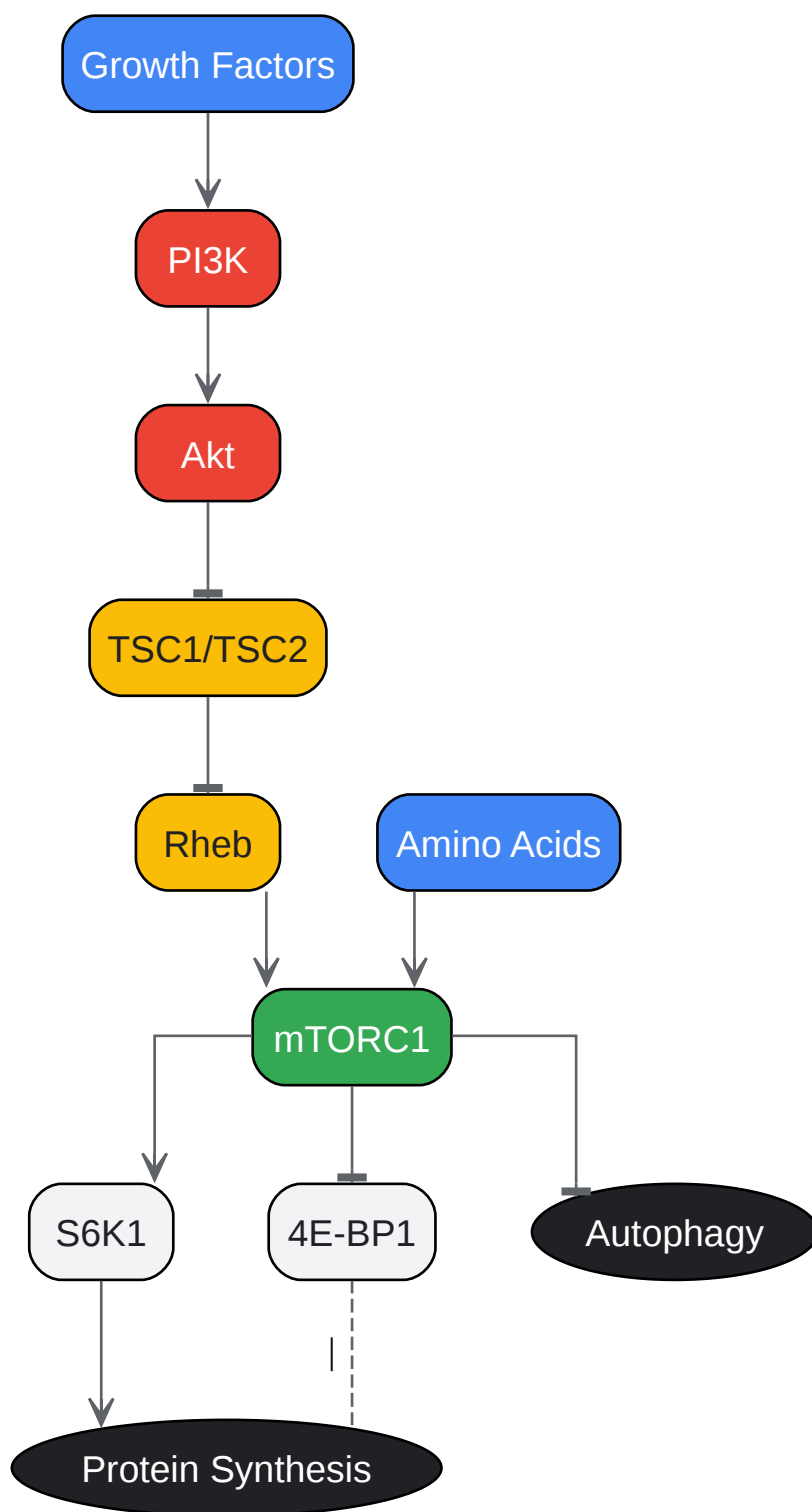 Growth Factors
PI3K
Akt
TSC1/TSC2
Rheb
Amino Acids
mTORC1
S6K1
4E-BP1
Autophagy
|
Protein Synthesis